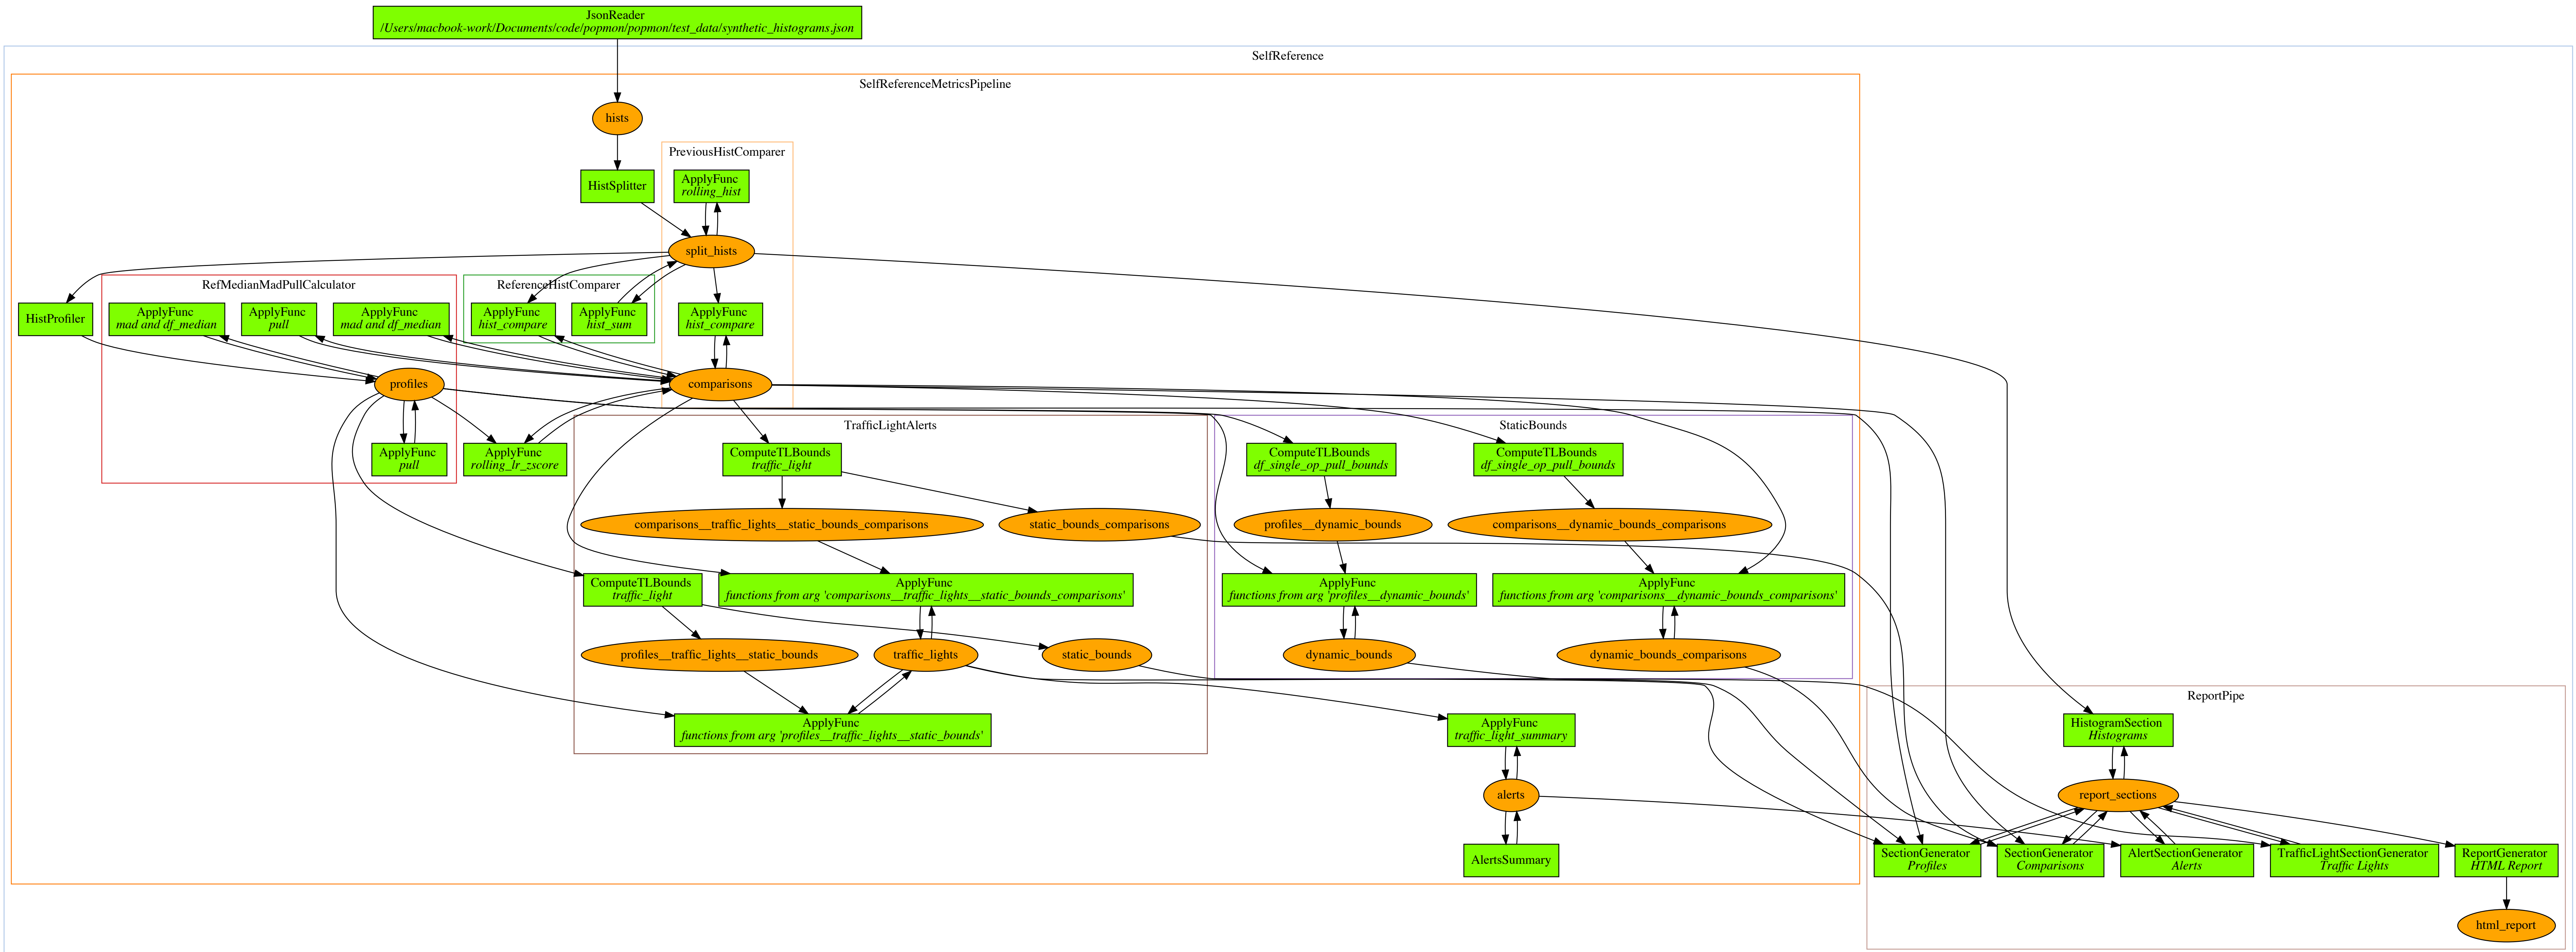 JsonReader
/Users/macbook-work/Documents/code/popmon/popmon/test_data/synthetic_histograms.json
SelfReference
SelfReferenceMetricsPipeline
hists
PreviousHistComparer
HistSplitter
ApplyFunc
rolling_hist
split_hists
RefMedianMadPullCalculator
ReferenceHistComparer
HistProfiler
ApplyFunc
mad and df_median
ApplyFunc
pull
ApplyFunc
mad and df_median
ApplyFunc
hist_compare
ApplyFunc
hist_sum
ApplyFunc
hist_compare
profiles
comparisons
TrafficLightAlerts
StaticBounds
ApplyFunc
pull
ApplyFunc
rolling_lr_zscore
ComputeTLBounds
traffic_light
ComputeTLBounds
df_single_op_pull_bounds
ComputeTLBounds
df_single_op_pull_bounds
comparisons__traffic_lights__static_bounds_comparisons
static_bounds_comparisons
profiles__dynamic_bounds
comparisons__dynamic_bounds_comparisons
ComputeTLBounds
traffic_light
ApplyFunc
functions from arg 'comparisons__traffic_lights__static_bounds_comparisons'
ApplyFunc
functions from arg 'profiles__dynamic_bounds'
ApplyFunc
functions from arg 'comparisons__dynamic_bounds_comparisons'
profiles__traffic_lights__static_bounds
traffic_lights
static_bounds
dynamic_bounds
dynamic_bounds_comparisons
ReportPipe
ApplyFunc
functions from arg 'profiles__traffic_lights__static_bounds'
ApplyFunc
traffic_light_summary
HistogramSection
Histograms
alerts
report_sections
AlertsSummary
SectionGenerator
Profiles
SectionGenerator
Comparisons
AlertSectionGenerator
Alerts
TrafficLightSectionGenerator
Traffic Lights
ReportGenerator
HTML Report
html_report